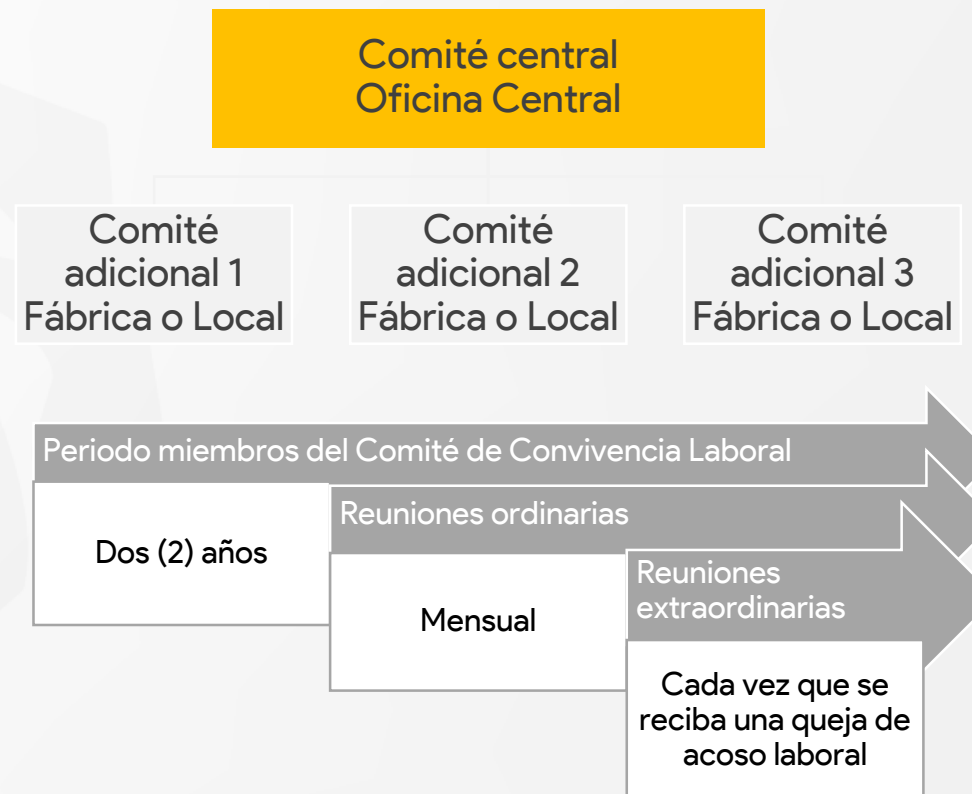 Comité central
Oficina Central
Comité
adicional 1
Fábrica o Local
Comité
adicional 2
Fábrica o Local
Comité
adicional 3
Fábrica o Local
Periodo miembros del Comité de Convivencia Laboral
Dos (2) años
Reuniones ordinarias
Mensual
Reuniones
extraordinarias
Cada vez que se
reciba una queja de
acoso laboral